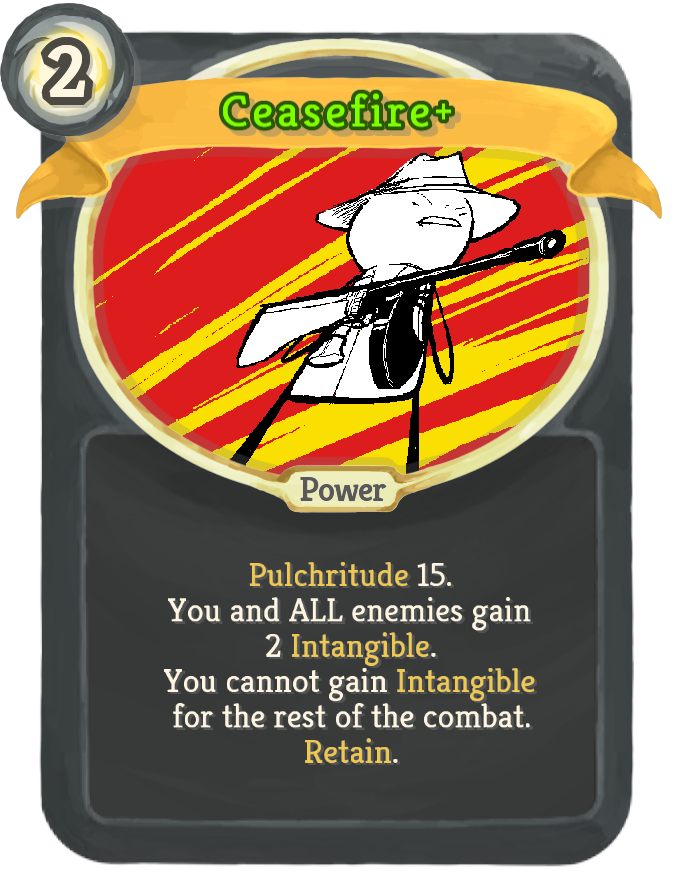 2
Ceasefire+
Power
Pulchritude 15.
You and ALL enemies gain
2 Intangible.
You cannot gain Intangible
for the rest of the combat.
Retain.